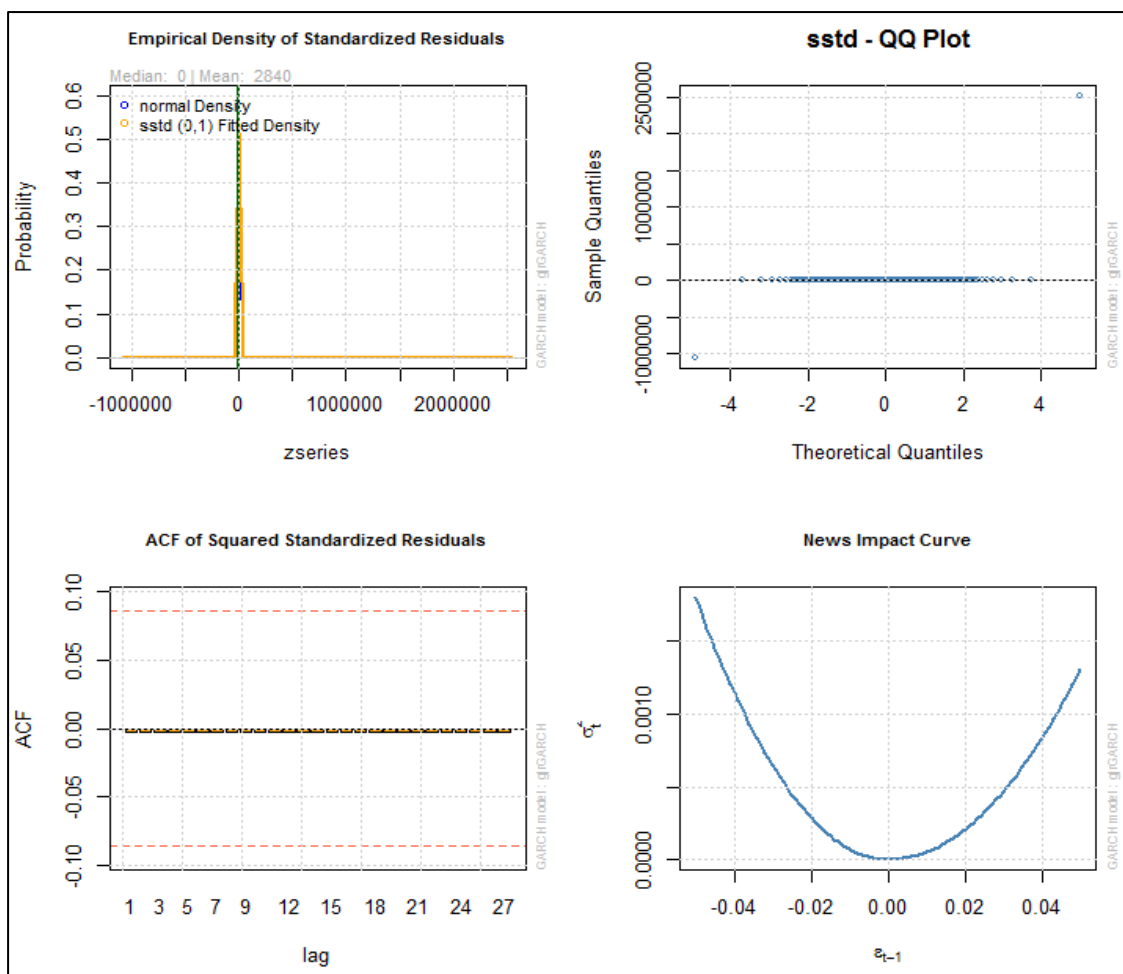 Empirical Density of Standardized Residuals
Median: 0 | Mean: 2840
normal Density
sstd (0,1) Fitted Density
Probability
0.0 0.1 0.2 0.3 0.4 0.5 0.6
-1000000 0 1000000 2000000
zseries
GARCH model : gjrGARCH
sstd - QQ Plot
Sample Quantiles
-1000000 0 1000000 2500000
-4 -2 0 2 4
Theoretical Quantiles
GARCH model : gjrGARCH
ACF of Squared Standardized Residuals
ACF
-0.10 -0.05 0.00 0.05 0.10
1 3 5 7 9 12 15 18 21 24 27
lag
GARCH model : gjrGARCH
News Impact Curve
0.0000 0.0010
-0.04 -0.02 0.00 0.02 0.04
εt−1
GARCH model : gjrGARCH